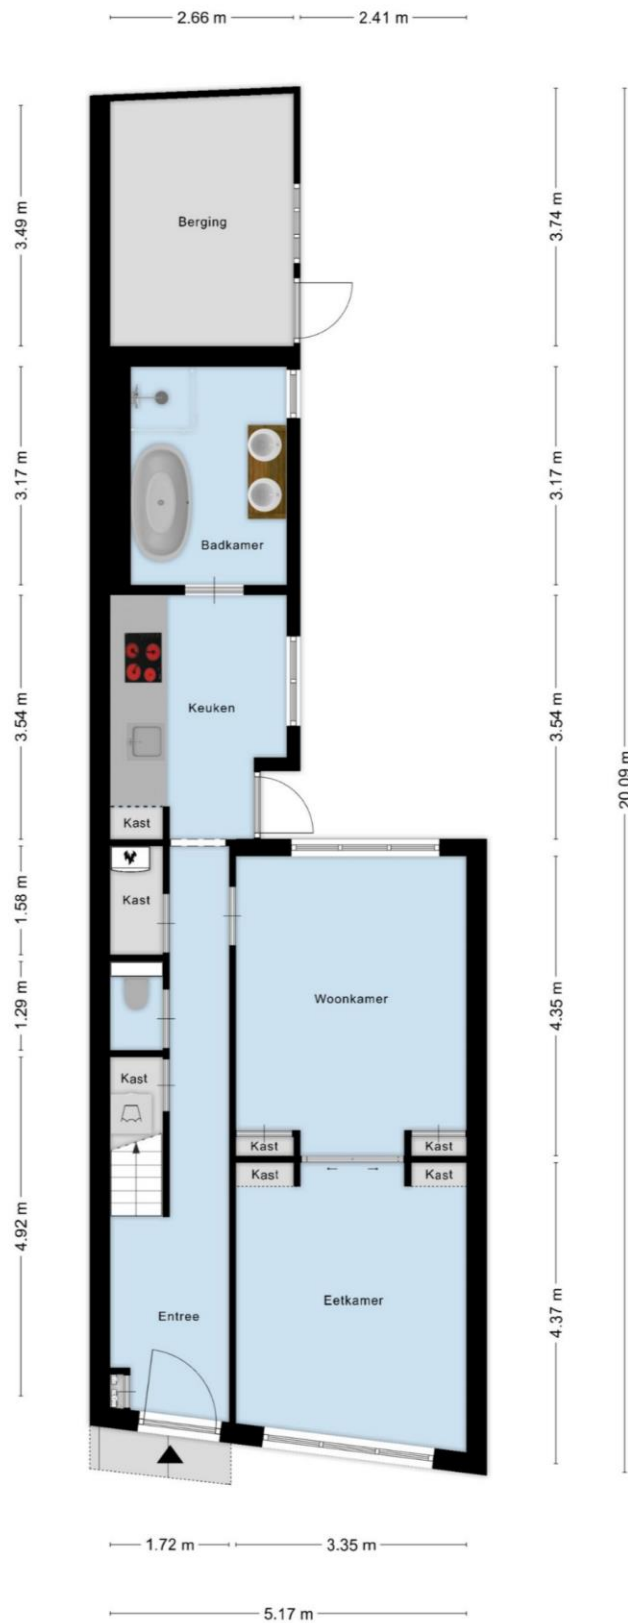 2.66 m
2.41 m
3.49 m
3.74 m
Berging
3.17 m
3.17 m
Badkamer
3.54 m
3.54 m
Keuken
20.09 m
Kast
1.58 m
Kast
1.29 m
Woonkamer
4.35 m
Kast
Kast
Kast
Kast
Kast
4.92 m
Eetkamer
4.37 m
Entree
1.72 m
3.35 m
5.17 m